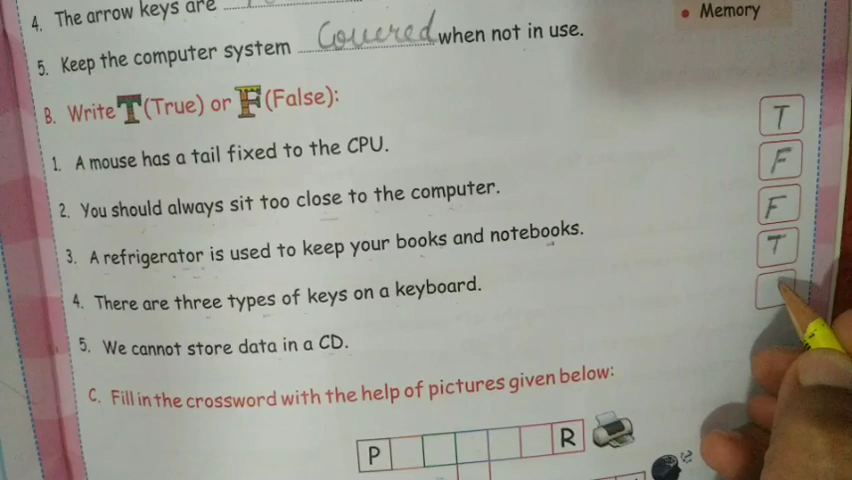 4. The arrow keys are
• Memory
5. Keep the computer system covered when not in use.
B. Write T (True) or F (False):
1. A mouse has a tail fixed to the CPU. T
2. You should always sit too close to the computer. F
3. A refrigerator is used to keep your books and notebooks. F
4. There are three types of keys on a keyboard. T
5. We cannot store data in a CD.
C. Fill in the crossword with the help of pictures given below:
P R